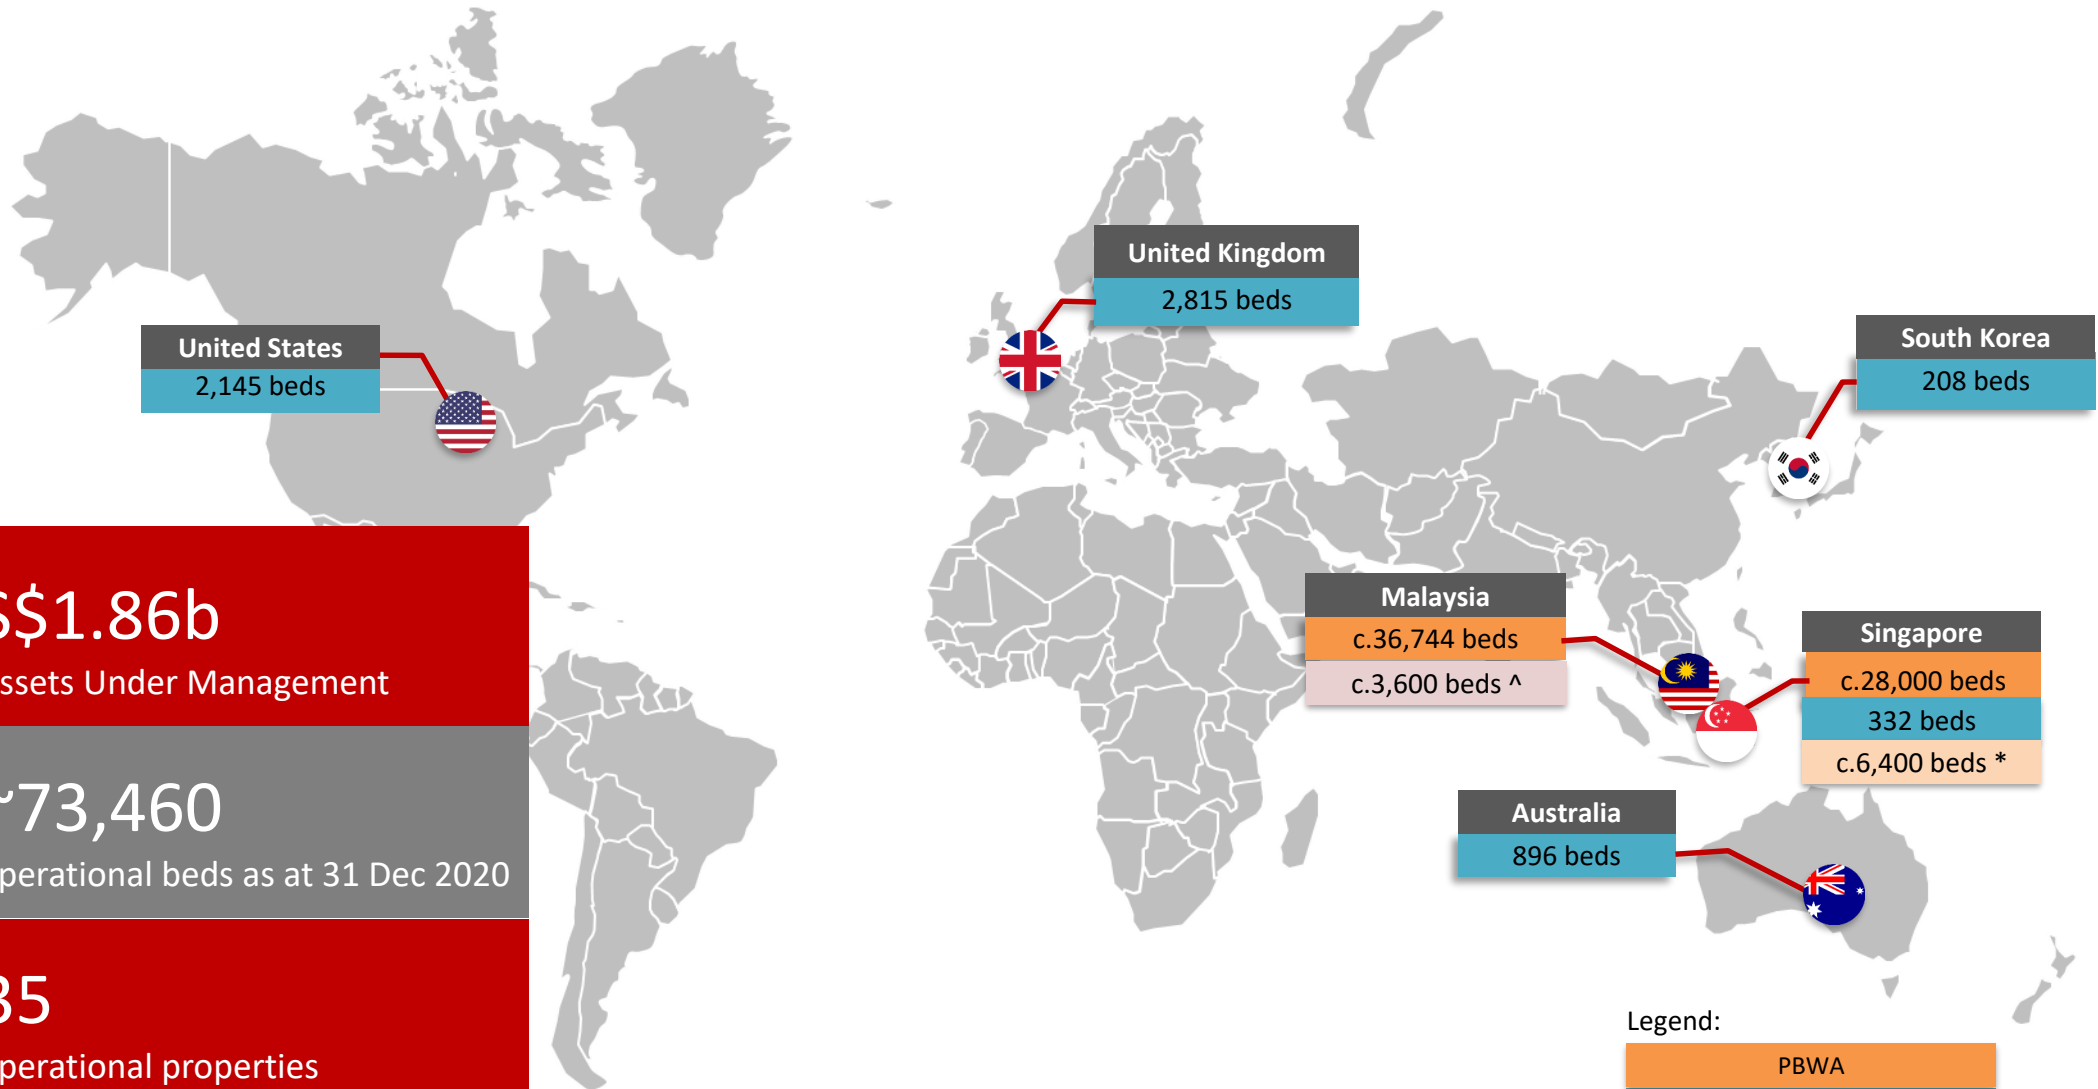 United Kingdom
2,815 beds
United States
2,145 beds
South Korea
208 beds
Malaysia
c.36,744 beds
c.3,600 beds ^
Singapore
c.28,000 beds
332 beds
c.6,400 beds *
Australia
896 beds
S$1.86b
ssets Under Management
~73,460
perational beds as at 31 Dec 2020
35
perational properties
Legend:
PBWA